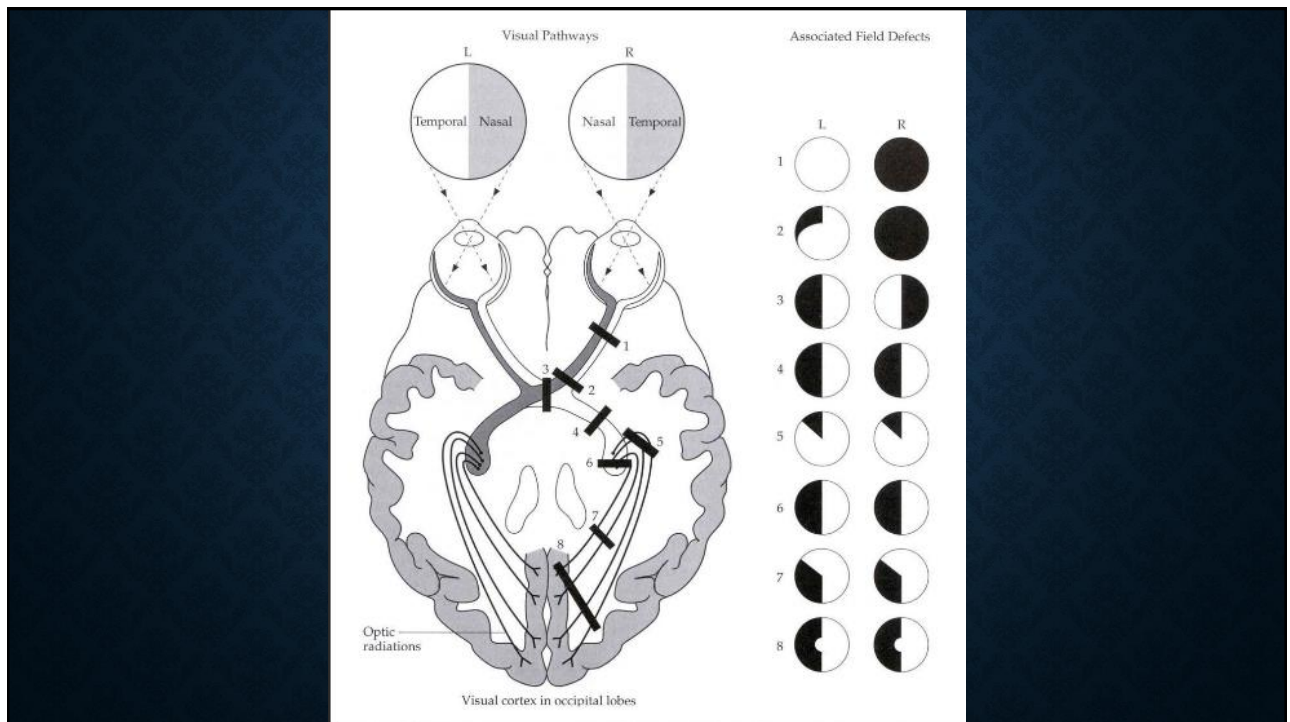 Visual Pathways
L
R
Temporal
Nasal
Nasal
Temporal
1
2
3
4
5
6
7
8
Optic
radiations
Visual cortex in occipital lobes
Associated Field Defects
L
R
1
2
3
4
5
6
7
8